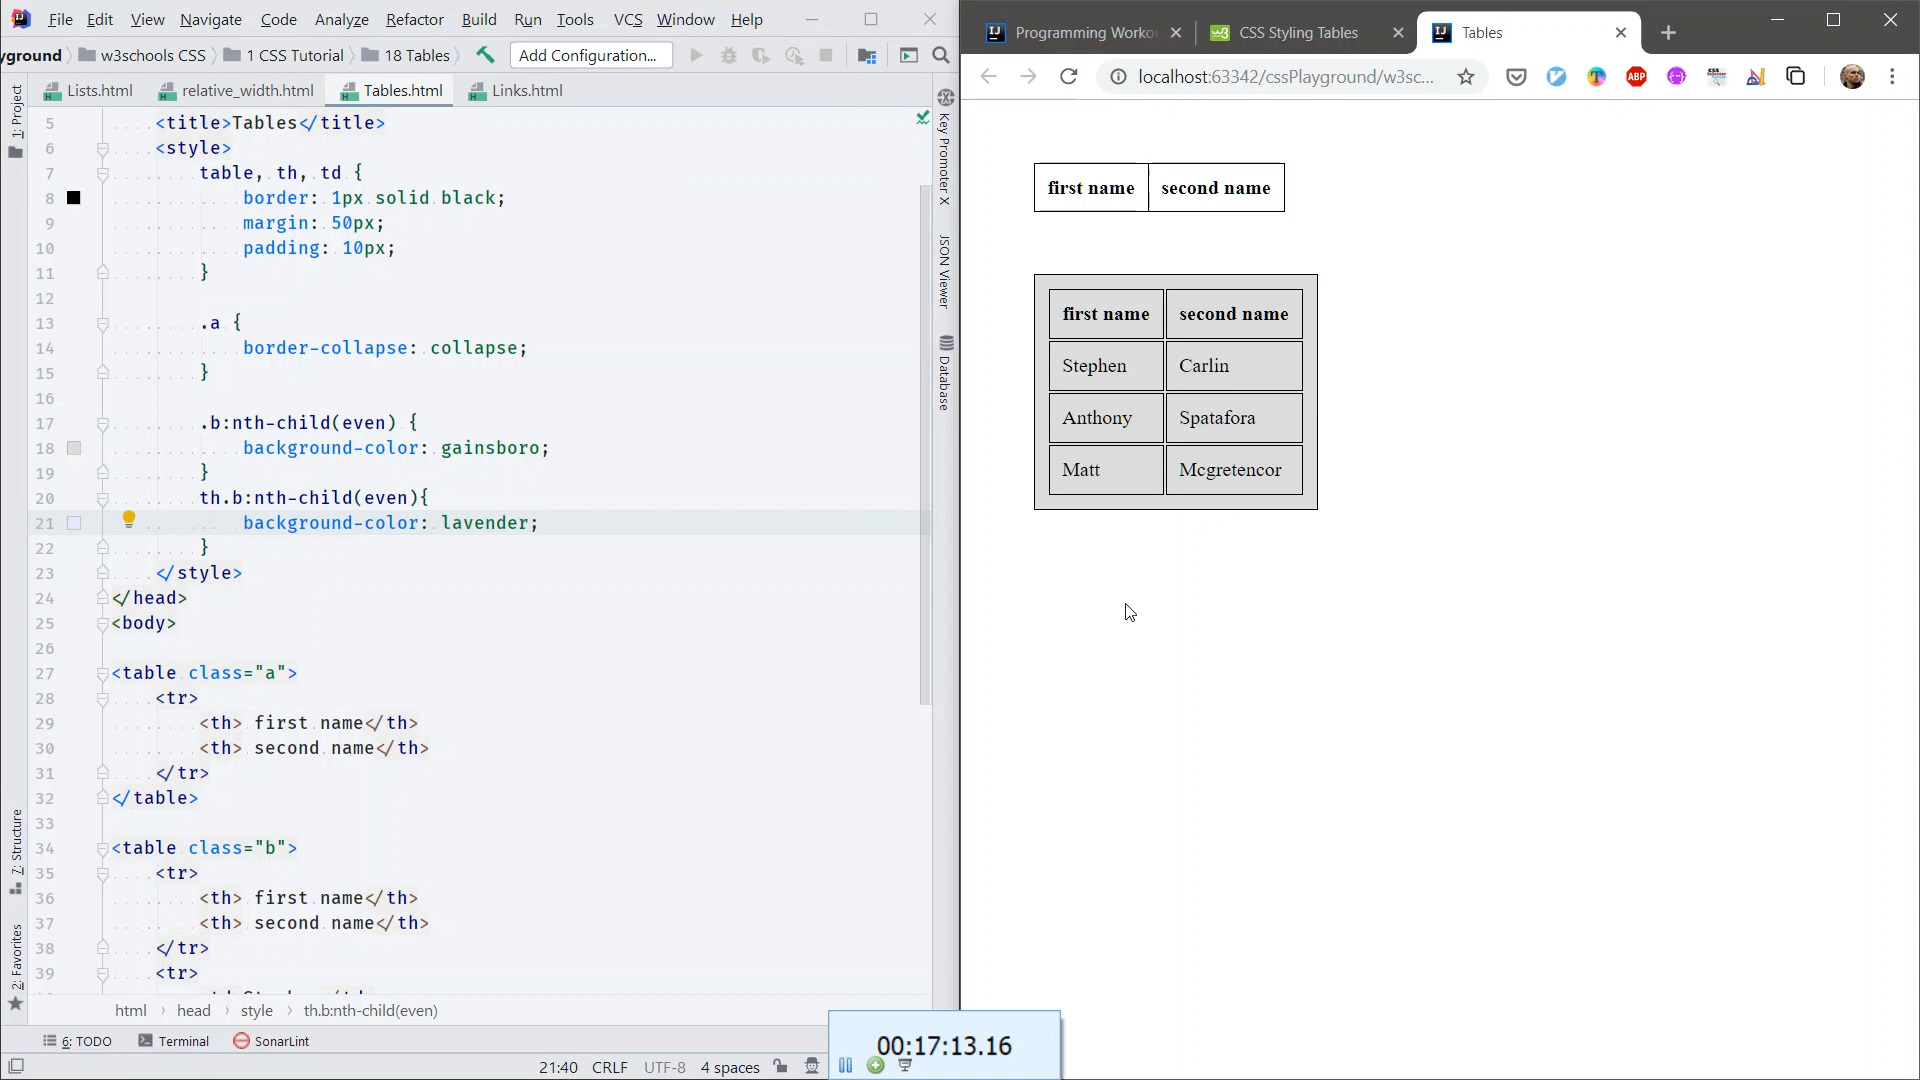 File Edit View Navigate Code Analyze Refactor Build Run Tools VCS Window Help
yground w3schools CSS 1 CSS Tutorial 18 Tables Add Configuration...
Lists.html relative_width.html Tables.html Links.html
1: Project
7: Structure
2: Favorites
5 <title>Tables</title>
6 <style>
7 table, th, td {
8 border: 1px solid black;
9 margin: 50px;
10 padding: 10px;
11 }
12
13 .a {
14 border-collapse: collapse;
15 }
16
17 .b:nth-child(even) {
18 background-color: gainsboro;
19 }
20 th.b:nth-child(even){
21 background-color: lavender;
22 }
23 </style>
24 </head>
25 <body>
26
27 <table class="a">
28 <tr>
29 <th> first name</th>
30 <th> second name</th>
31 </tr>
32 </table>
33
34 <table class="b">
35 <tr>
36 <th> first name</th>
37 <th> second name</th>
38 </tr>
39 <tr>
Key Promoter X
JSON Viewer
Database
html head style th.b:nth-child(even)
6: TODO Terminal SonarLint
21:40 CRLF UTF-8 4 spaces
00:17:13.16
Programming Worko CSS Styling Tables Tables
localhost:63342/cssPlayground/w3sc...
ABP
first name second name
first name second name
Stephen Carlin
Anthony Spatafora
Matt Mcgretencor